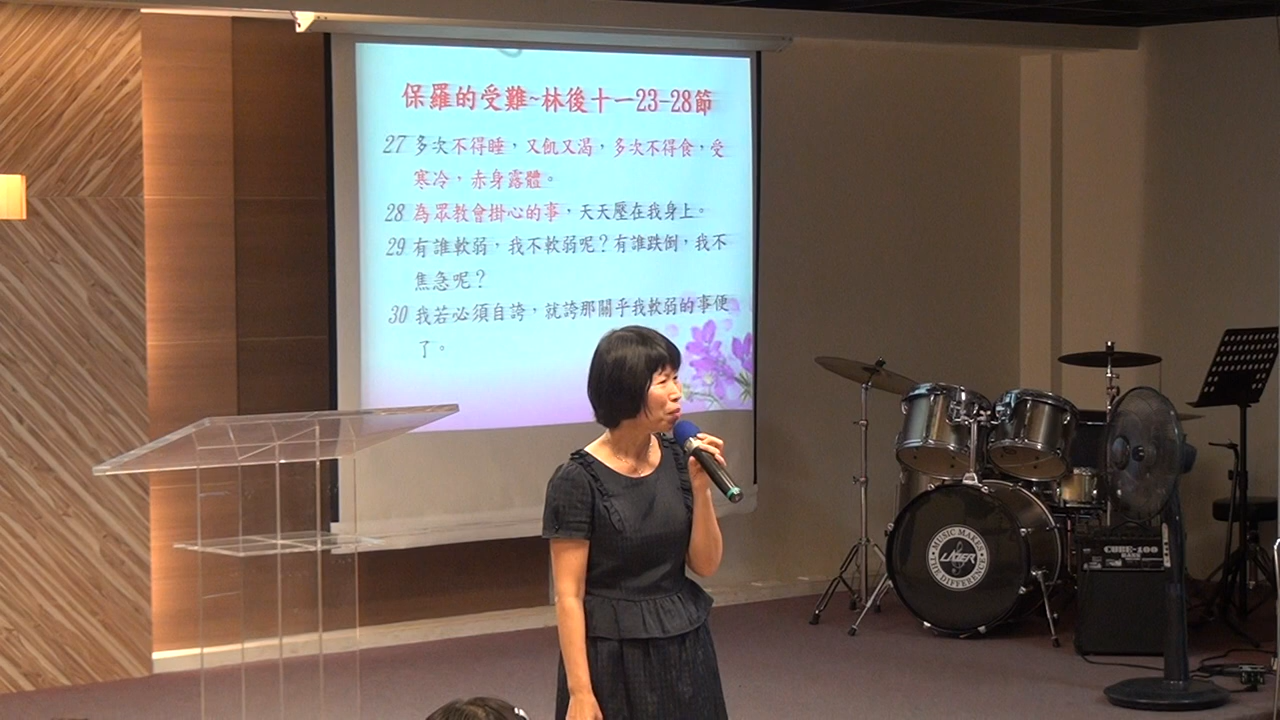 保羅的受難~林後十一23-28節
27 多次不得睡，又飢又渴，多次不得食，受
寒冷，赤身露體。
28 為眾教會掛心的事，天天壓在我身上。
29 有誰軟弱，我不軟弱呢？有誰跌倒，我不
焦急呢？
30 我若必須自誇，就誇那關乎我軟弱的事便
了。
MUSIC MAKES
LAZER
THE DIFFERENCE
CUBE-100
BASS